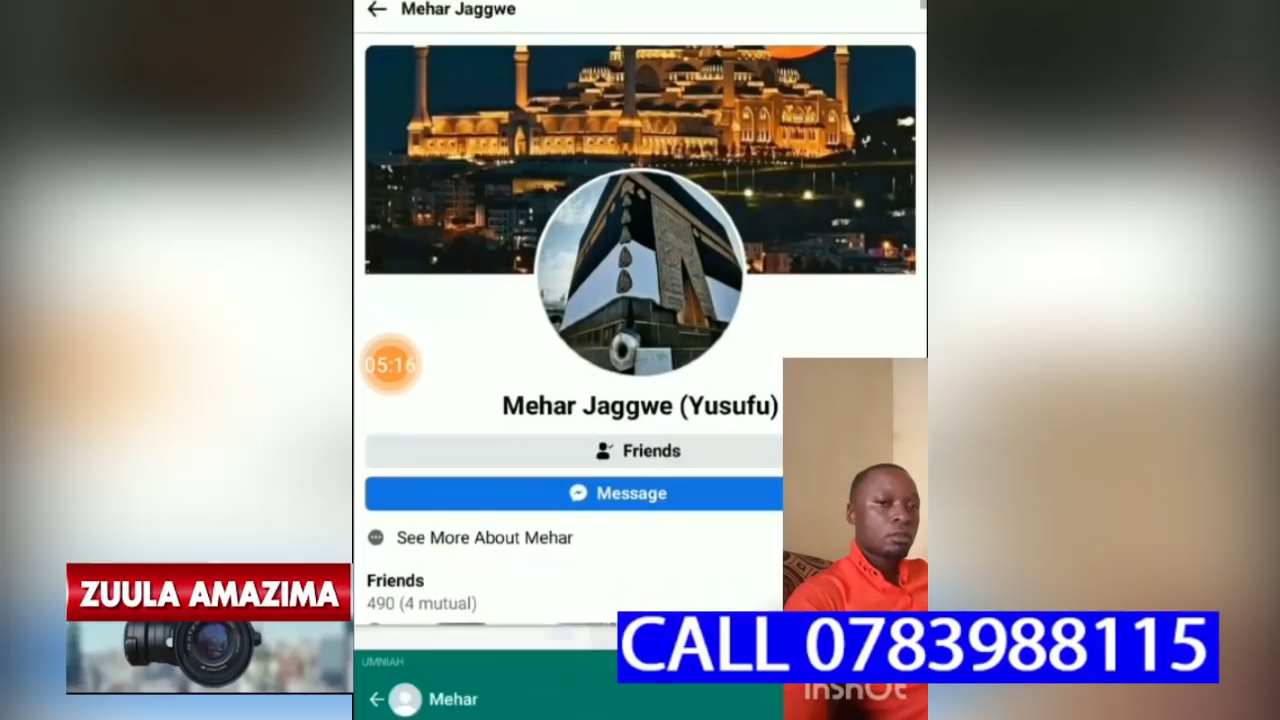 Mehar Jaggwe
05:16
Mehar Jaggwe (Yusufu)
Friends
Message
See More About Mehar
Friends
490 (4 mutual)
ZUULA AMAZIMA
CALL 0783988115
UMNIAH
Mehar
InShOt